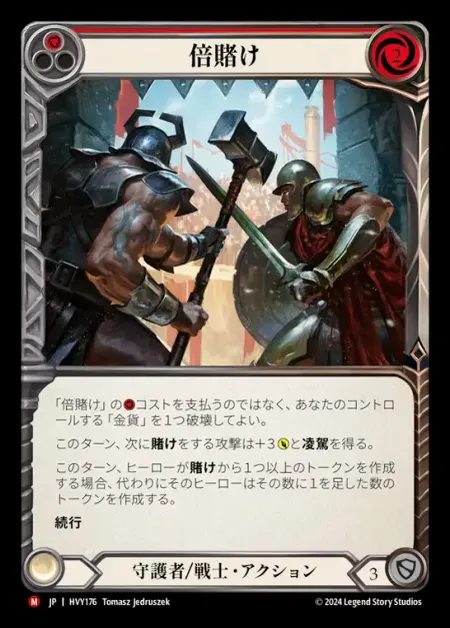 倍賭け
2
「倍賭け」のコストを支払うのではなく、あなたのコントロ
ールする「金貨」を1つ破壊してよい。
このターン、次に賭けをする攻撃は+3と凌駕を得る。
このターン、ヒーローが賭けから1つ以上のトークンを作成
する場合、代わりにそのヒーローはその数に1を足した数の
トークンを作成する。
続行
守護者/戦士・アクション
3
M JP | HVY176 Tomasz Jedruszek
© 2024 Legend Story Studios